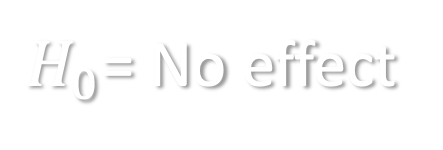 H₀= No effect